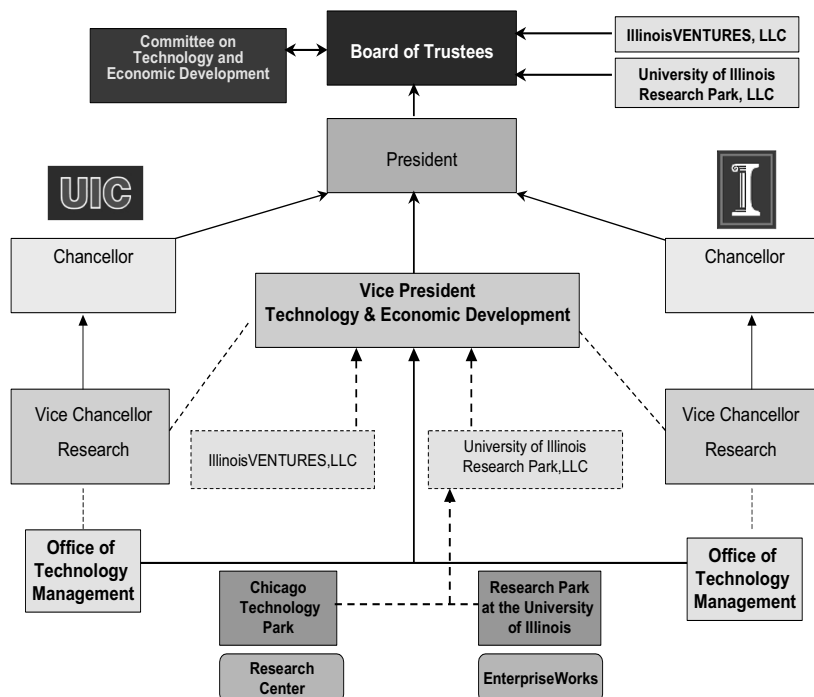 Committee on
Technology and
Economic Development
Board of Trustees
IllinoisVENTURES, LLC
University of Illinois
Research Park, LLC
President
UIC
I
Chancellor
Chancellor
Vice President
Technology & Economic Development
Vice Chancellor
Research
IllinoisVENTURES,LLC
University of Illinois
Research Park,LLC
Vice Chancellor
Research
Office of
Technology
Management
Chicago
Technology
Park
Research Park
at the University
of Illinois
Office of
Technology
Management
Research
Center
EnterpriseWorks